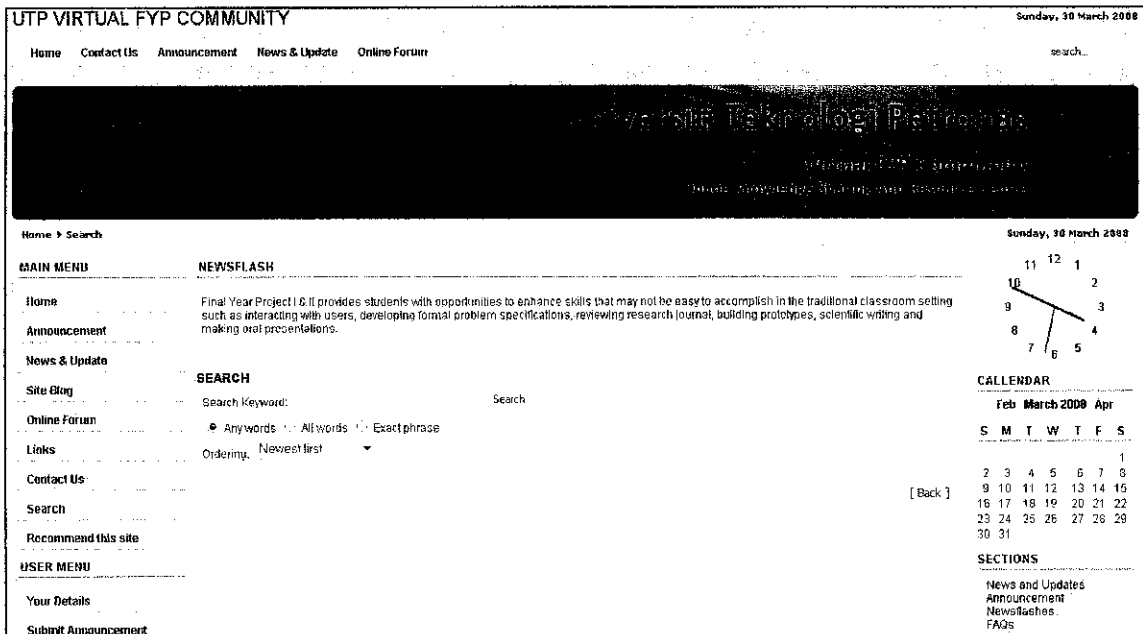 UTP VIRTUAL FYP COMMUNITY
Sunday, 30 March 2008
Home Contact Us Announcement News & Update Online Forum
search...
Universiti Teknologi Petronas
Home Search
Sunday, 30 March 2008
MAIN MENU
Home
Announcement
News & Update
Site Blog
Online Forum
Links
Contact Us
Search
Recommend this site
USER MENU
Your Details
Submit Announcement
NEWSFLASH
Final Year Project I & II provides students with opportunities to enhance skills that may not be easy to accomplish in the traditional classroom setting
such as interacting with users, developing formal problem specifications, reviewing research journal, building prototypes, scientific writing and
making oral presentations.
SEARCH
Search Keyword: Search
Any words All words Exact phrase
Ordering: Newest first
[ Back ]
12 1 2 3 4 5 6 7 8 9 10 11
CALLENDAR
Feb March 2008 Apr
S M T W T F S
1
2 3 4 5 6 7 8
9 10 11 12 13 14 15
16 17 18 19 20 21 22
23 24 25 26 27 28 29
30 31
SECTIONS
News and Updates
Announcement
Newsflashes
FAQs